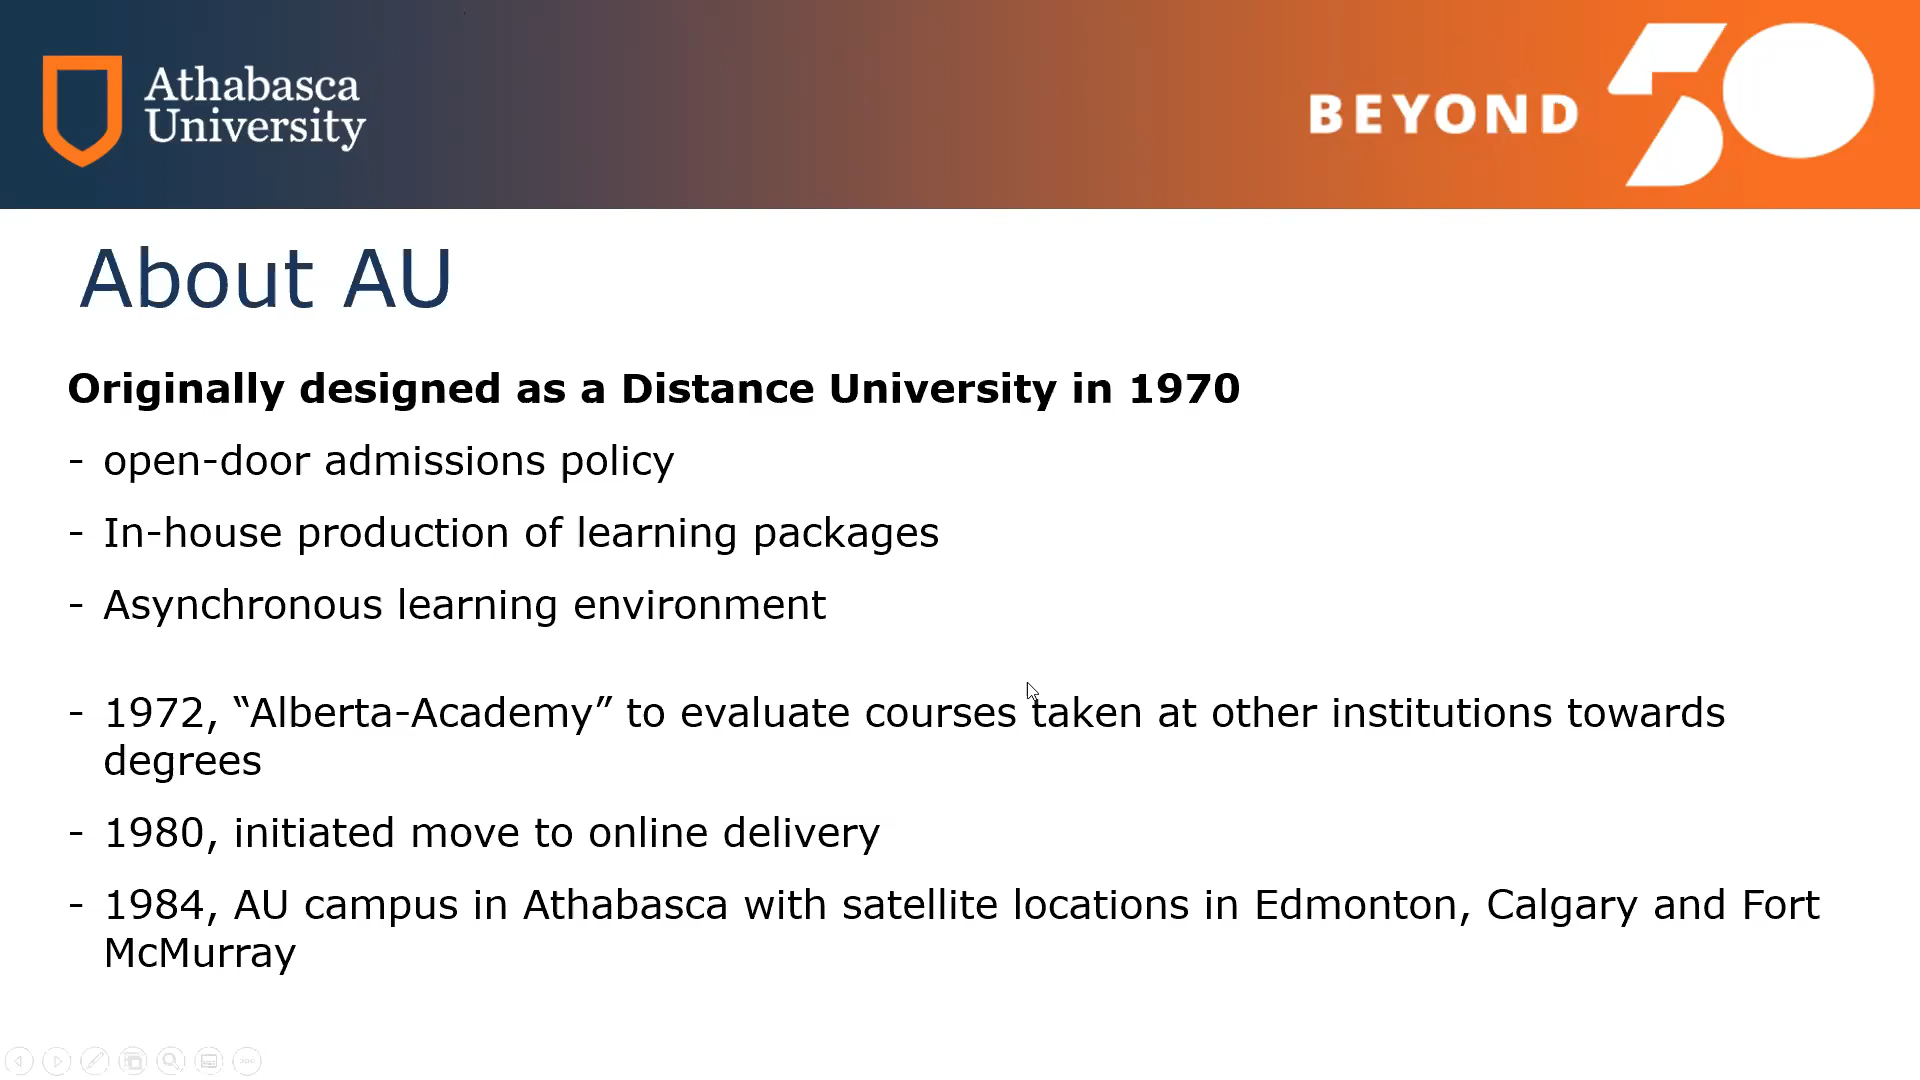 Athabasca
University
BEYOND 50
About AU
Originally designed as a Distance University in 1970
- open-door admissions policy
- In-house production of learning packages
- Asynchronous learning environment
- 1972, “Alberta-Academy” to evaluate courses taken at other institutions towards
degrees
- 1980, initiated move to online delivery
- 1984, AU campus in Athabasca with satellite locations in Edmonton, Calgary and Fort
McMurray